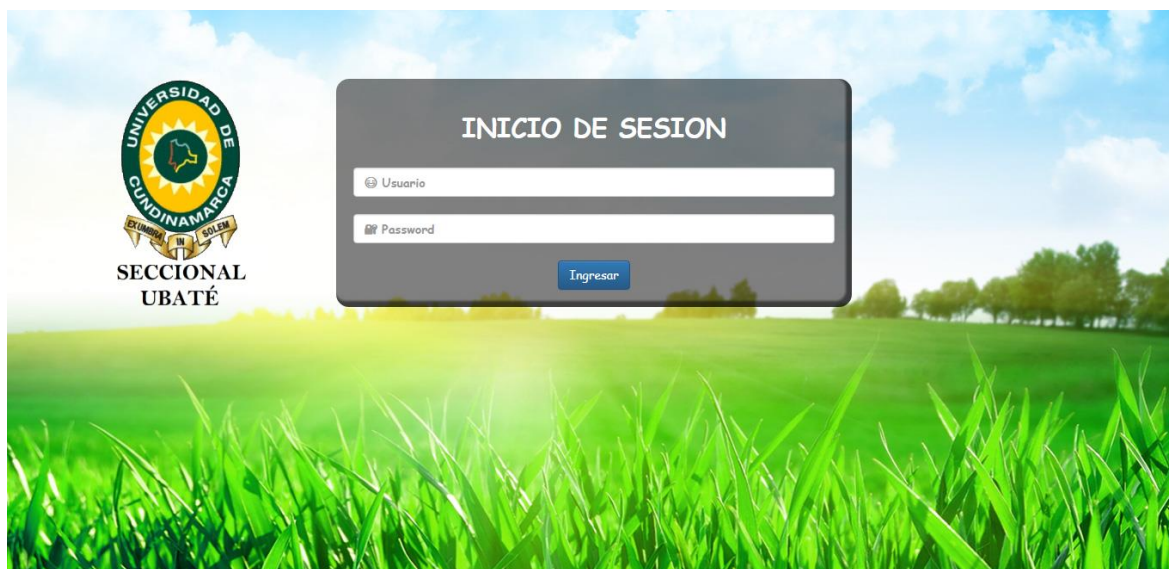 UNIVERSIDAD DE
CUNDINAMARCA
EXUMBRA IN SOLEM
SECCIONAL
UBATÉ
INICIO DE SESION
Usuario
Password
Ingresar